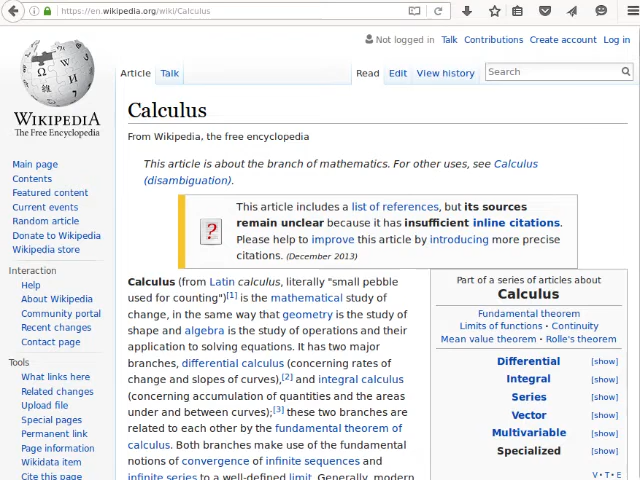 https://en.wikipedia.org/wiki/Calculus
Not logged in Talk Contributions Create account Log in
Article Talk Read Edit View history Search
WIKIPEDIA
The Free Encyclopedia
Main page
Contents
Featured content
Current events
Random article
Donate to Wikipedia
Wikipedia store
Interaction
Help
About Wikipedia
Community portal
Recent changes
Contact page
Tools
What links here
Related changes
Upload file
Special pages
Permanent link
Page information
Wikidata item
Cite this page
Calculus
From Wikipedia, the free encyclopedia
This article is about the branch of mathematics. For other uses, see Calculus
(disambiguation).
This article includes a list of references, but its sources
remain unclear because it has insufficient inline citations.
Please help to improve this article by introducing more precise
citations. (December 2013)
Calculus (from Latin calculus, literally "small pebble
used for counting")[1] is the mathematical study of
change, in the same way that geometry is the study of
shape and algebra is the study of operations and their
application to solving equations. It has two major
branches, differential calculus (concerning rates of
change and slopes of curves),[2] and integral calculus
(concerning accumulation of quantities and the areas
under and between curves);[3] these two branches are
related to each other by the fundamental theorem of
calculus. Both branches make use of the fundamental
notions of convergence of infinite sequences and
infinite series to a well-defined limit. Generally, modern
Part of a series of articles about
Calculus
Fundamental theorem
Limits of functions · Continuity
Mean value theorem · Rolle's theorem
Differential [show]
Integral [show]
Series [show]
Vector [show]
Multivariable [show]
Specialized [show]
V · T · E